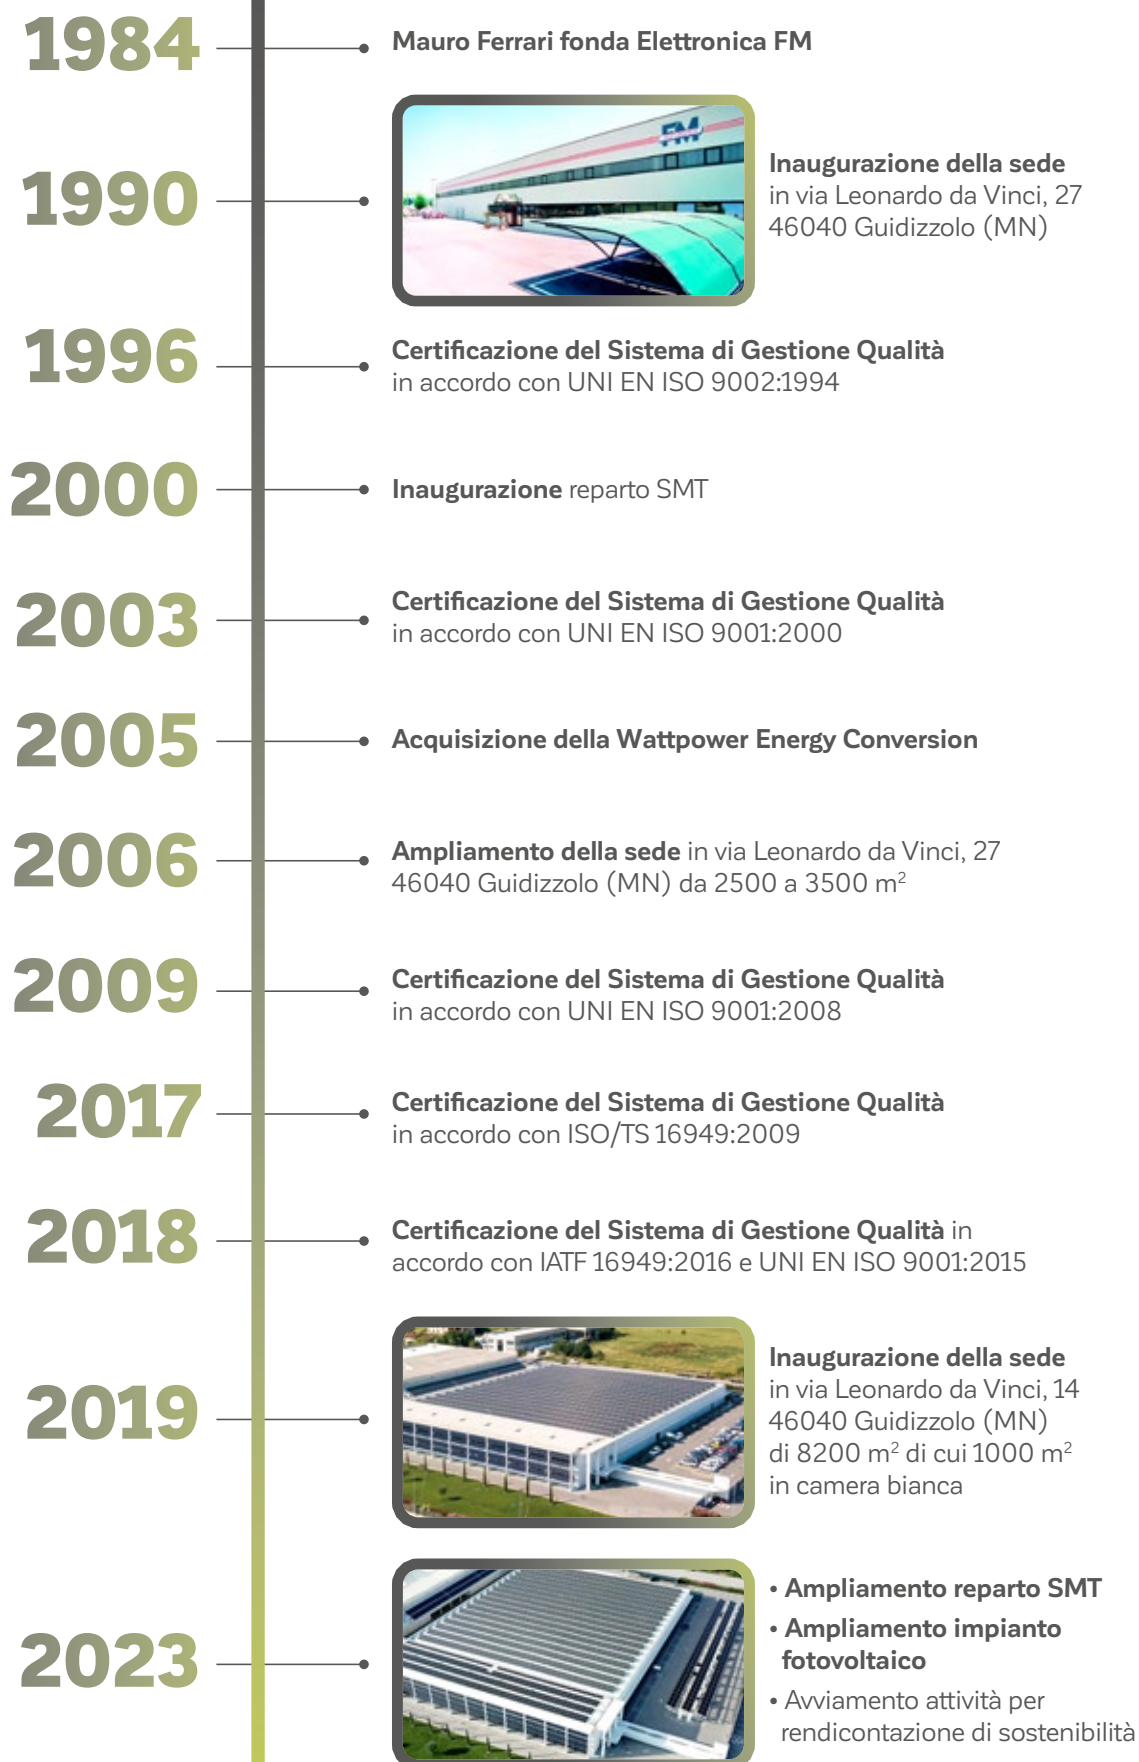 1984
Mauro Ferrari fonda Elettronica FM
FM
1990
Inaugurazione della sede
in via Leonardo da Vinci, 27
46040 Guidizzolo (MN)
1996
Certificazione del Sistema di Gestione Qualità
in accordo con UNI EN ISO 9002:1994
2000
Inaugurazione reparto SMT
2003
Certificazione del Sistema di Gestione Qualità
in accordo con UNI EN ISO 9001:2000
2005
Acquisizione della Wattpower Energy Conversion
2006
Ampliamento della sede in via Leonardo da Vinci, 27
46040 Guidizzolo (MN) da 2500 a 3500 m²
2009
Certificazione del Sistema di Gestione Qualità
in accordo con UNI EN ISO 9001:2008
2017
Certificazione del Sistema di Gestione Qualità
in accordo con ISO/TS 16949:2009
2018
Certificazione del Sistema di Gestione Qualità in
accordo con IATF 16949:2016 e UNI EN ISO 9001:2015
2019
Inaugurazione della sede
in via Leonardo da Vinci, 14
46040 Guidizzolo (MN)
di 8200 m² di cui 1000 m²
in camera bianca
2023
• Ampliamento reparto SMT
• Ampliamento impianto
fotovoltaico
• Avviamento attività per
rendicontazione di sostenibilità